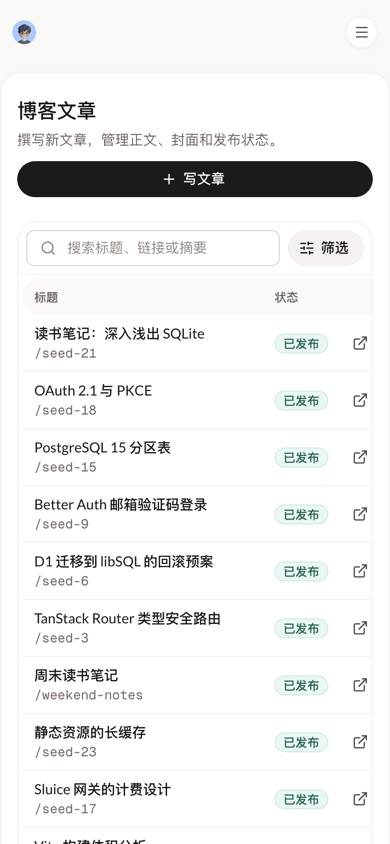 博客文章
撰写新文章，管理正文、封面和发布状态。
写文章
搜索标题、链接或摘要
筛选
标题 状态
读书笔记：深入浅出 SQLite
/seed-21
已发布
OAuth 2.1 与 PKCE
/seed-18
已发布
PostgreSQL 15 分区表
/seed-15
已发布
Better Auth 邮箱验证码登录
/seed-9
已发布
D1 迁移到 libSQL 的回滚预案
/seed-6
已发布
TanStack Router 类型安全路由
/seed-3
已发布
周末读书笔记
/weekend-notes
已发布
静态资源的长缓存
/seed-23
已发布
Sluice 网关的计费设计
/seed-17
已发布